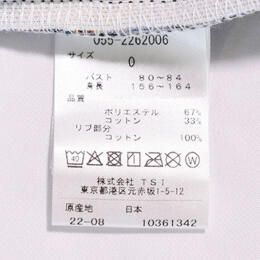 055-2262006
サイズ
0
バスト 80〜84
身長 156〜164
品質
ポリエステル 67%
コットン 33%
リブ部分
コットン 100%
株式会社 TSI
東京都港区元赤坂1-5-12
原産地 日本
22-08 10361342